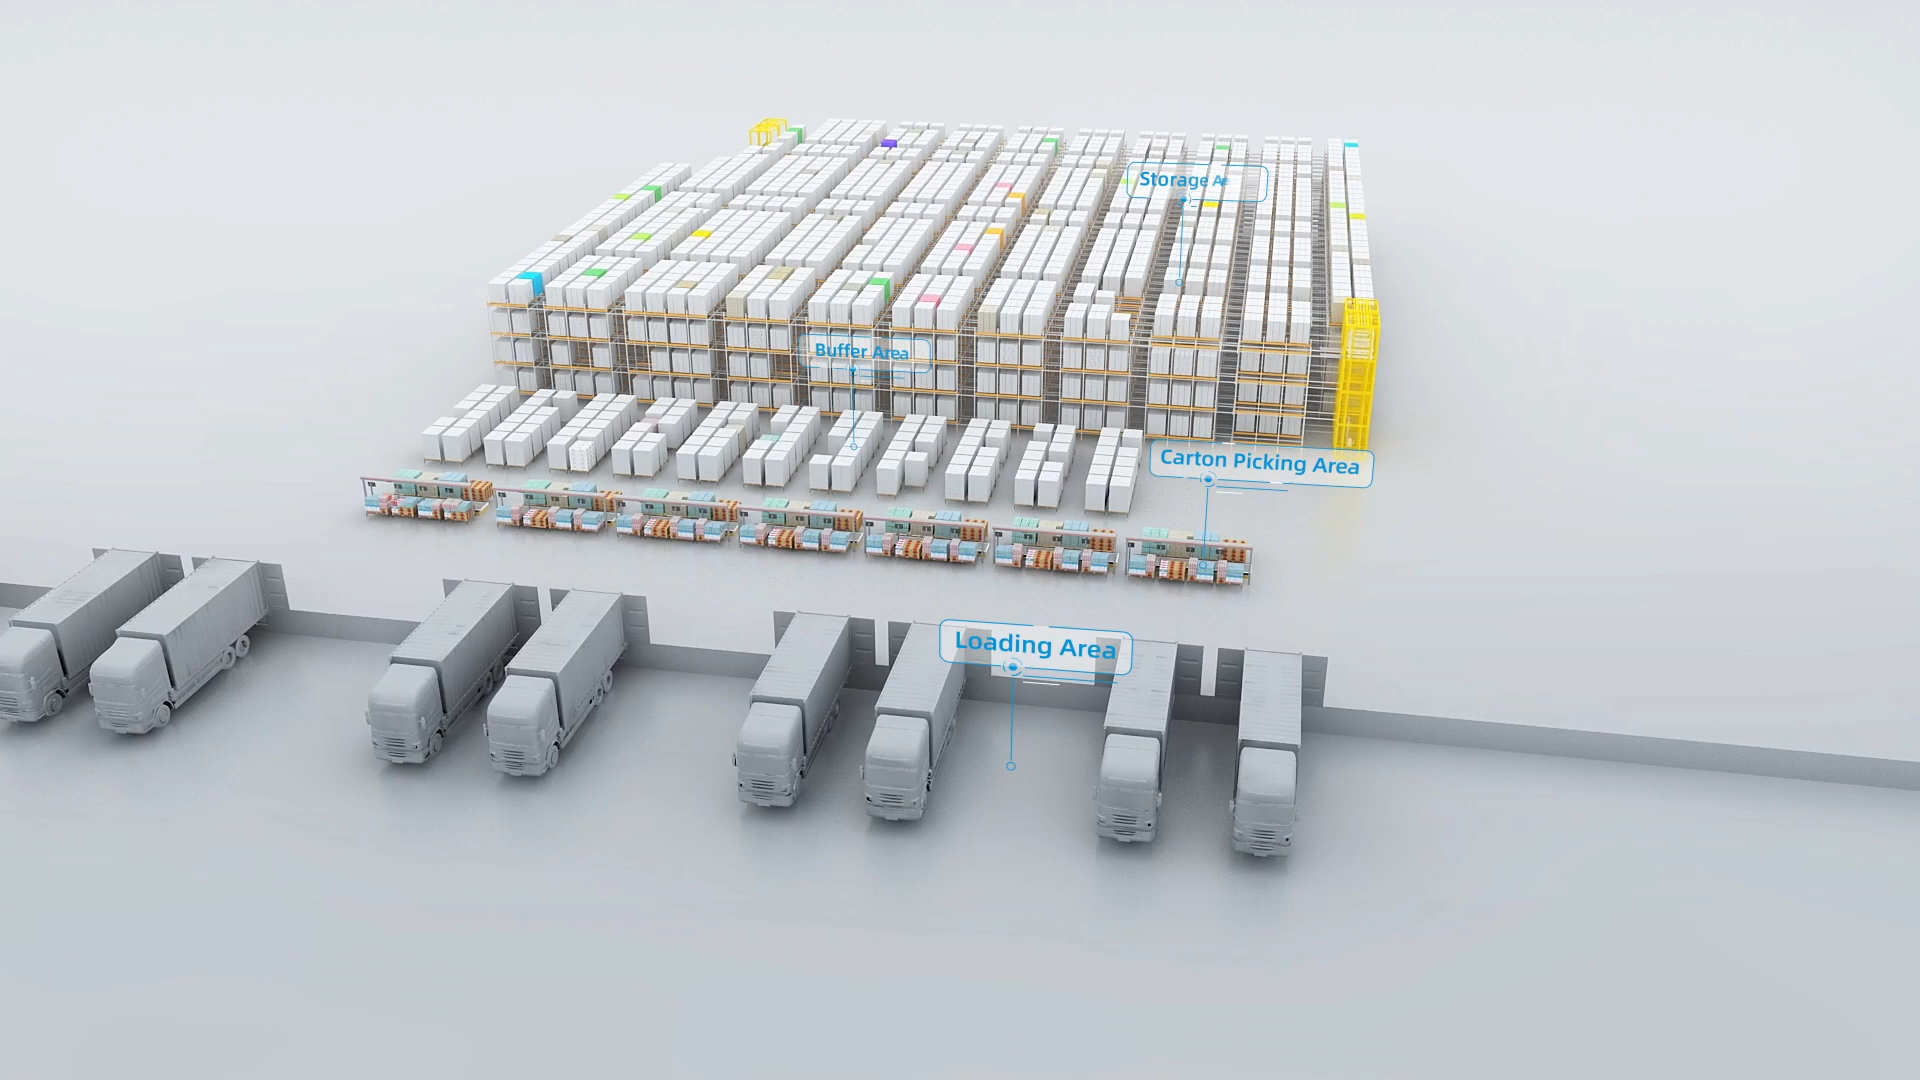 Storage
Buffer Area
Carton Picking Area
Loading Area